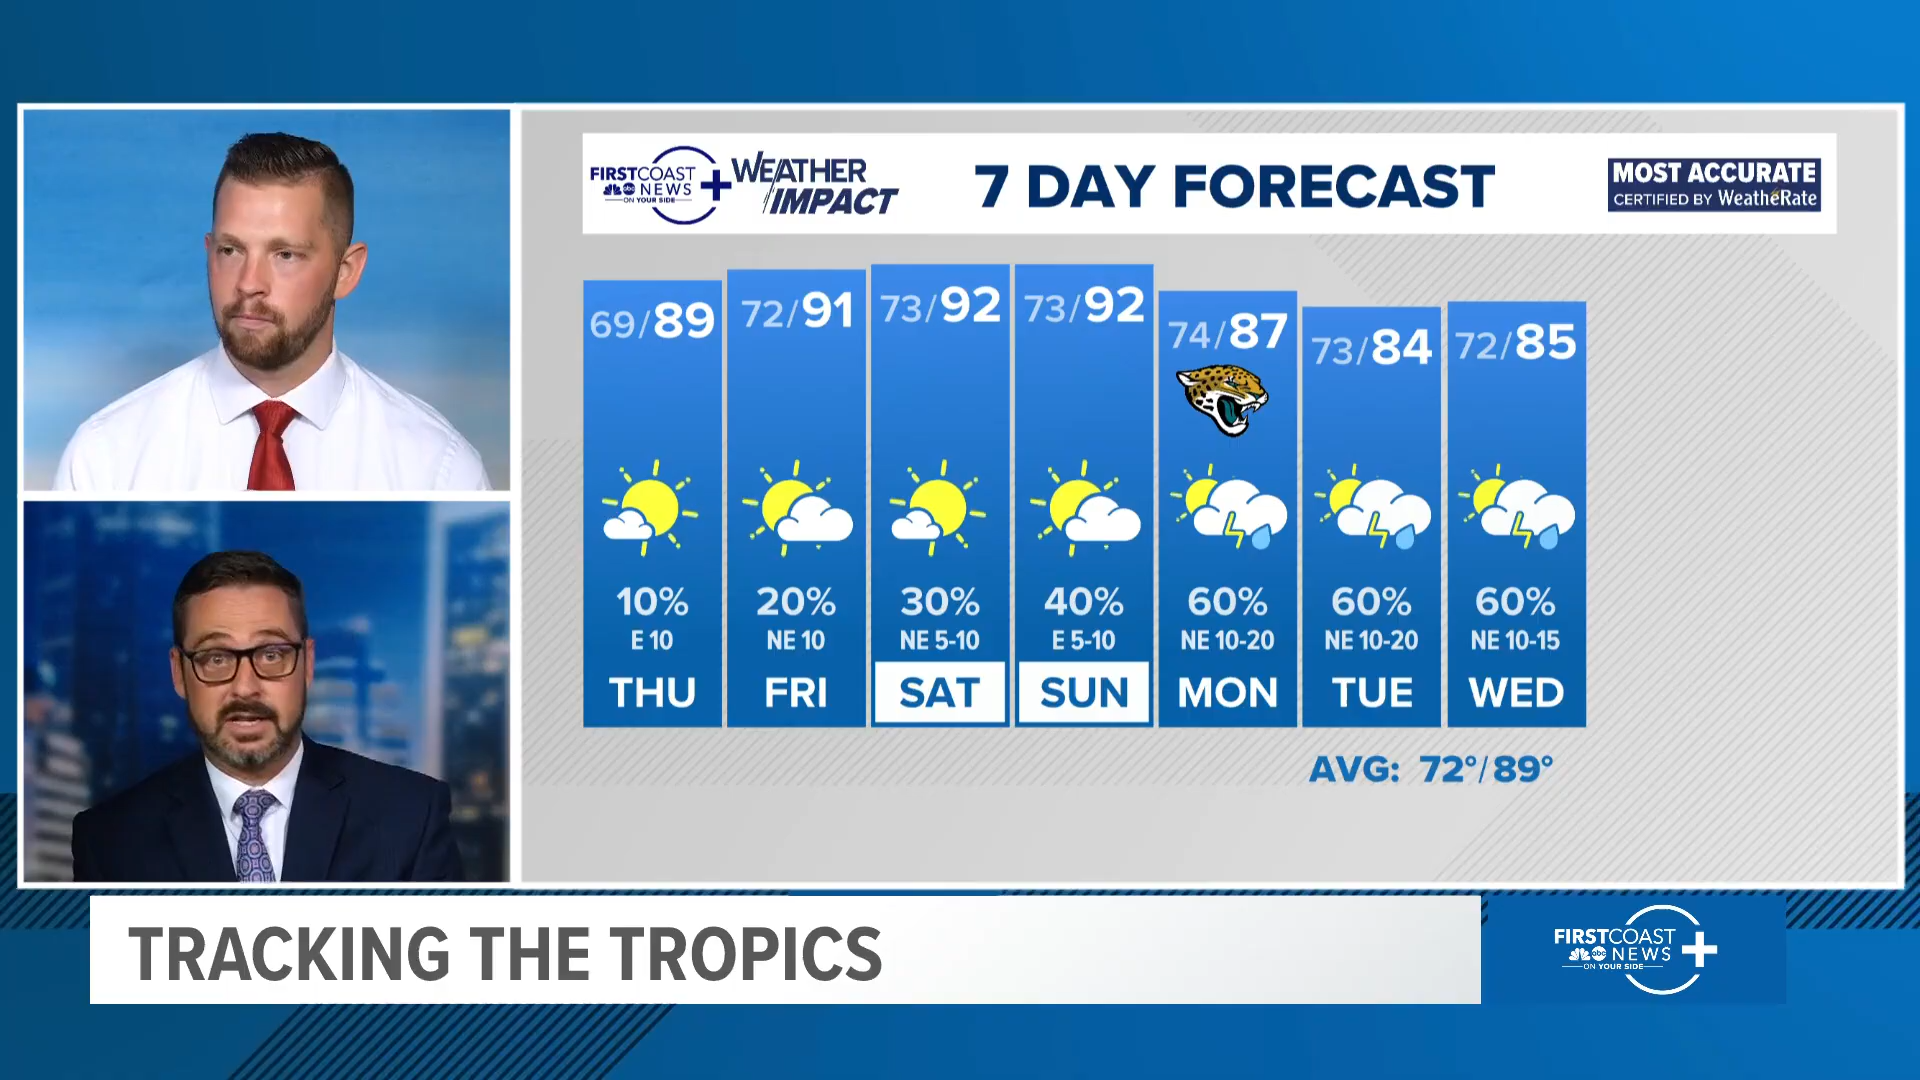 FIRSTCOAST
abc NEWS
ON YOUR SIDE
+
WEATHER
IMPACT
7 DAY FORECAST
MOST ACCURATE
CERTIFIED BY WeatheRate
69/89
72/91
73/92
73/92
74/87
73/84
72/85
10%
20%
30%
40%
60%
60%
60%
E 10
NE 10
NE 5-10
E 5-10
NE 10-20
NE 10-20
NE 10-15
THU
FRI
SAT
SUN
MON
TUE
WED
AVG: 72°/89°
TRACKING THE TROPICS
FIRSTCOAST
abc NEWS
ON YOUR SIDE
+